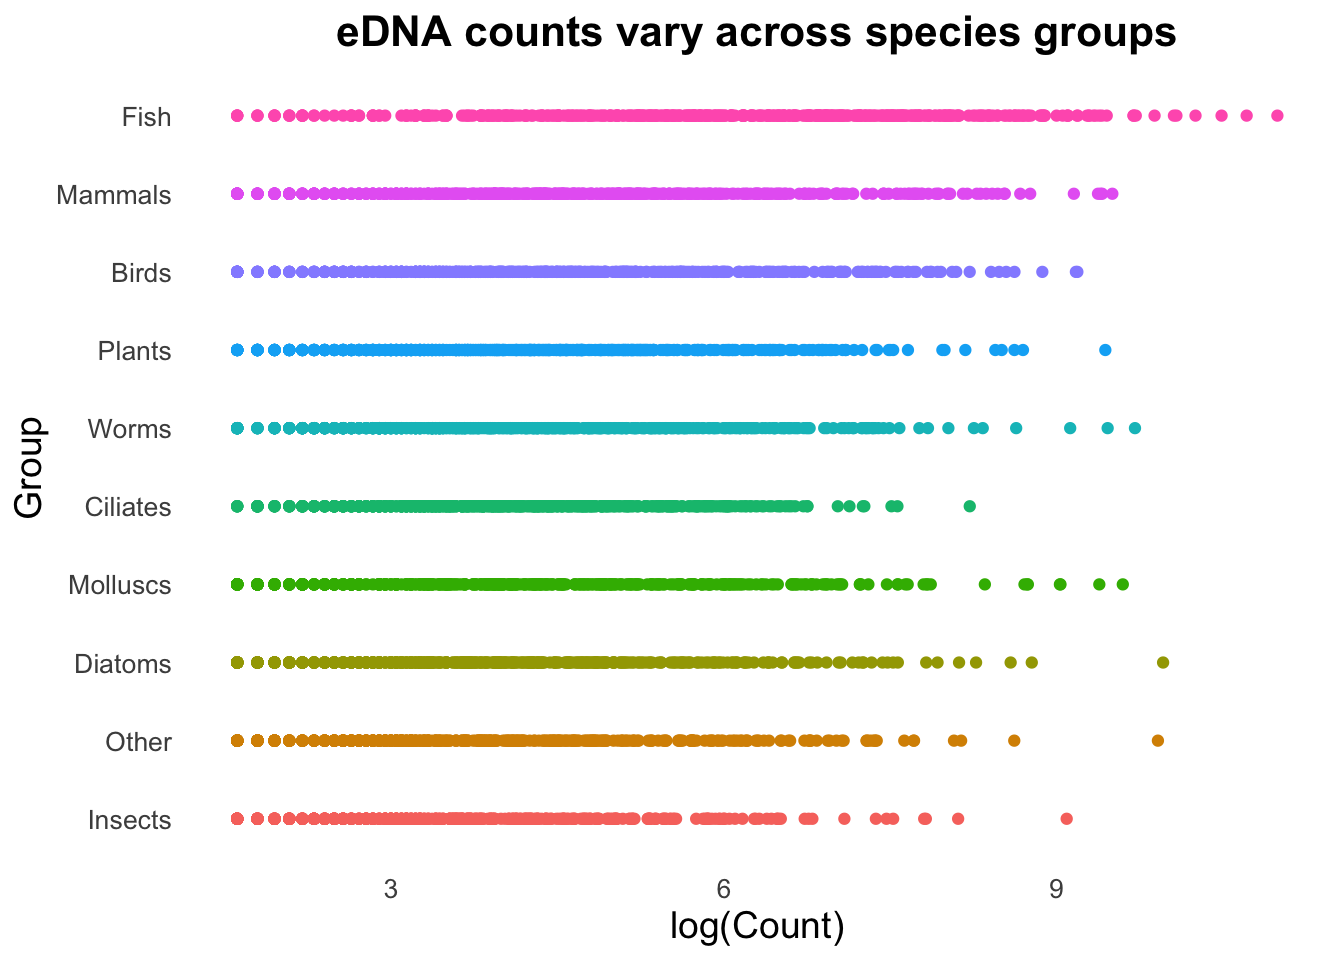 eDNA counts vary across species groups
Group
Fish
Mammals
Birds
Plants
Worms
Ciliates
Molluscs
Diatoms
Other
Insects
3 6 9
log(Count)